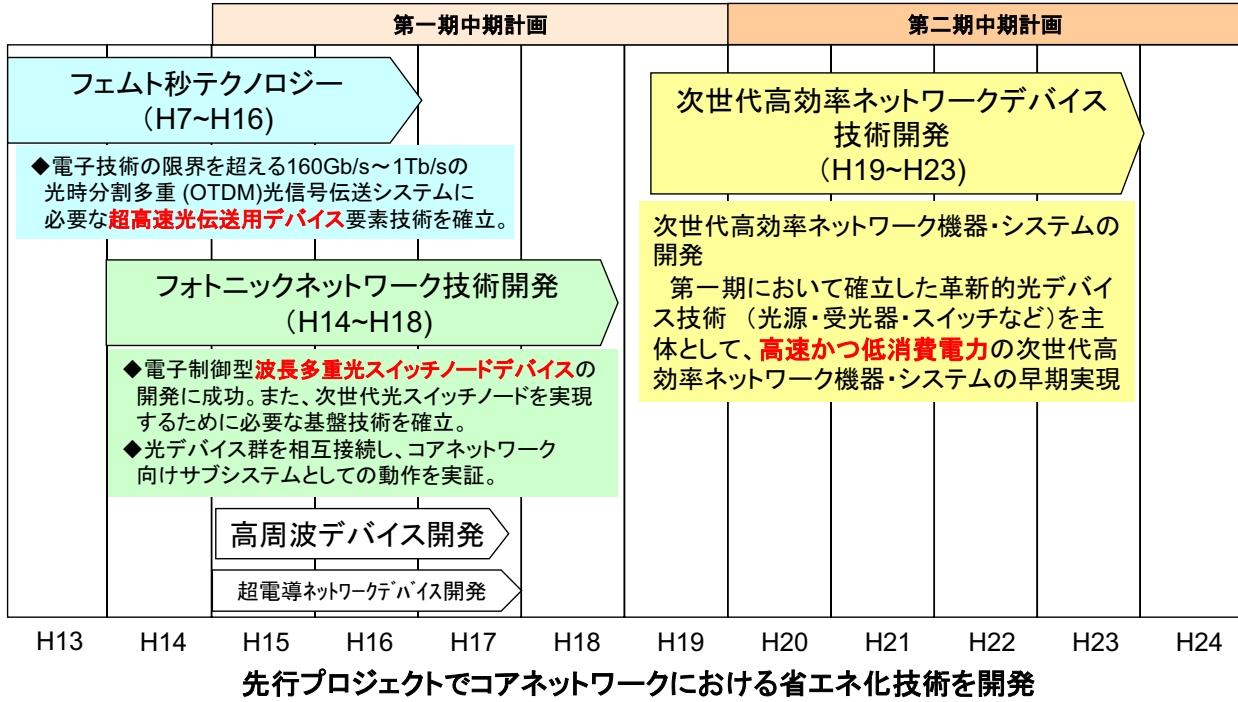 第一期中期計画
第二期中期計画
フェムト秒テクノロジー
(H7~H16)
◆電子技術の限界を超える160Gb/s～1Tb/sの
光時分割多重 (OTDM)光信号伝送システムに
必要な超高速光伝送用デバイス要素技術を確立。
フォトニックネットワーク技術開発
(H14~H18)
◆電子制御型波長多重光スイッチノードデバイスの
開発に成功。また、次世代光スイッチノードを実現
するために必要な基盤技術を確立。
◆光デバイス群を相互接続し、コアネットワーク
向けサブシステムとしての動作を実証。
高周波デバイス開発
超電導ネットワークデバイス開発
次世代高効率ネットワークデバイス
技術開発
(H19~H23)
次世代高効率ネットワーク機器・システムの
開発
第一期において確立した革新的光デバイ
ス技術 （光源・受光器・スイッチなど）を主
体として、高速かつ低消費電力の次世代高
効率ネットワーク機器・システムの早期実現
H13 H14 H15 H16 H17 H18 H19 H20 H21 H22 H23 H24
先行プロジェクトでコアネットワークにおける省エネ化技術を開発